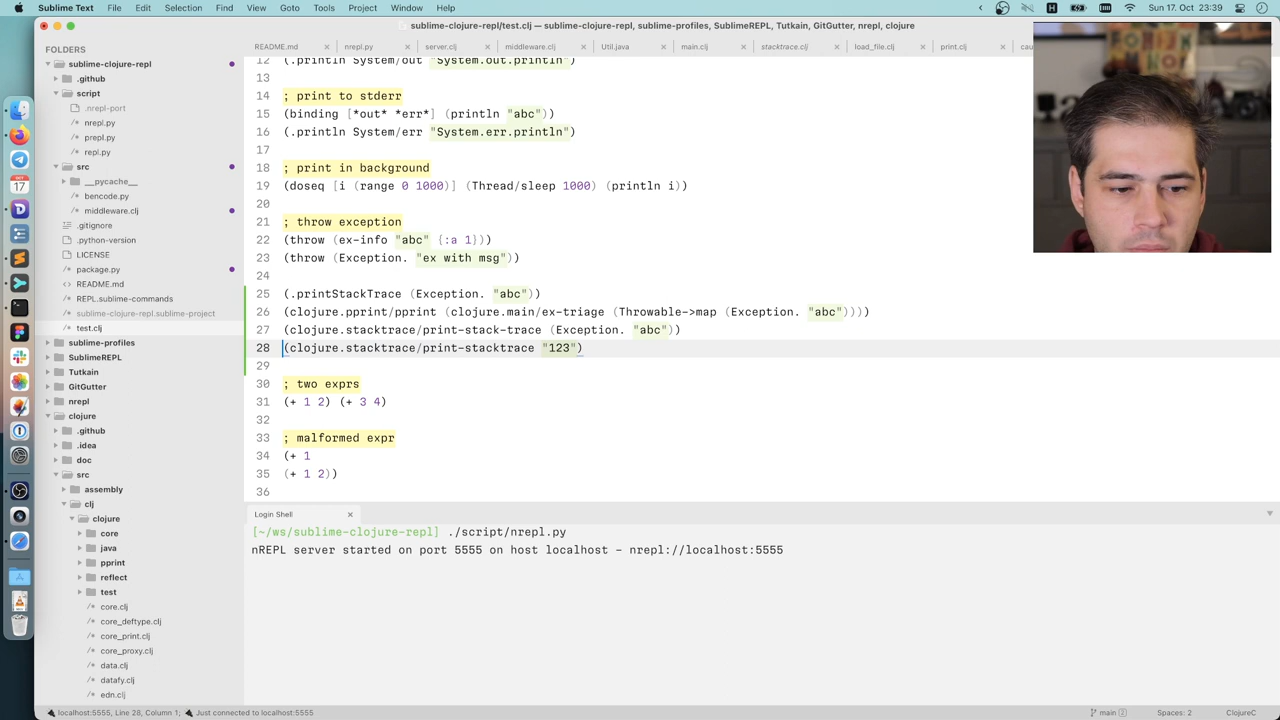 Sublime Text File Edit Selection Find View Goto Tools Project Window Help
Sun 17. Oct 23:39
sublime-clojure-repl/test.clj — sublime-clojure-repl, sublime-profiles, SublimeREPL, Tutkain, GitGutter, nrepl, clojure
FOLDERS
sublime-clojure-repl
.github
script
.nrepl-port
nrepl.py
prepl.py
repl.py
src
__pycache__
bencode.py
middleware.clj
.gitignore
.python-version
LICENSE
package.py
README.md
REPL.sublime-commands
sublime-clojure-repl.sublime-project
test.clj
sublime-profiles
SublimeREPL
Tutkain
GitGutter
nrepl
clojure
.github
.idea
doc
src
assembly
clj
clojure
core
java
pprint
reflect
test
core.clj
core_deftype.clj
core_print.clj
core_proxy.clj
data.clj
datafy.clj
edn.clj
README.md nrepl.py server.clj middleware.clj Util.java main.clj stacktrace.clj load_file.clj print.clj cau
12 (.println System/out "System.out.println")
13
14 ; print to stderr
15 (binding [*out* *err*] (println "abc"))
16 (.println System/err "System.err.println")
17
18 ; print in background
19 (doseq [i (range 0 1000)] (Thread/sleep 1000) (println i))
20
21 ; throw exception
22 (throw (ex-info "abc" {:a 1}))
23 (throw (Exception. "ex with msg"))
24
25 (.printStackTrace (Exception. "abc"))
26 (clojure.pprint/pprint (clojure.main/ex-triage (Throwable->map (Exception. "abc"))))
27 (clojure.stacktrace/print-stack-trace (Exception. "abc"))
28 (clojure.stacktrace/print-stacktrace "123")
29
30 ; two exprs
31 (+ 1 2) (+ 3 4)
32
33 ; malformed expr
34 (+ 1
35 (+ 1 2))
36
Login Shell
[~/ws/sublime-clojure-repl] ./script/nrepl.py
nREPL server started on port 5555 on host localhost - nrepl://localhost:5555
localhost:5555, Line 28, Column 1; Just connected to localhost:5555
main 2 Spaces: 2 ClojureC